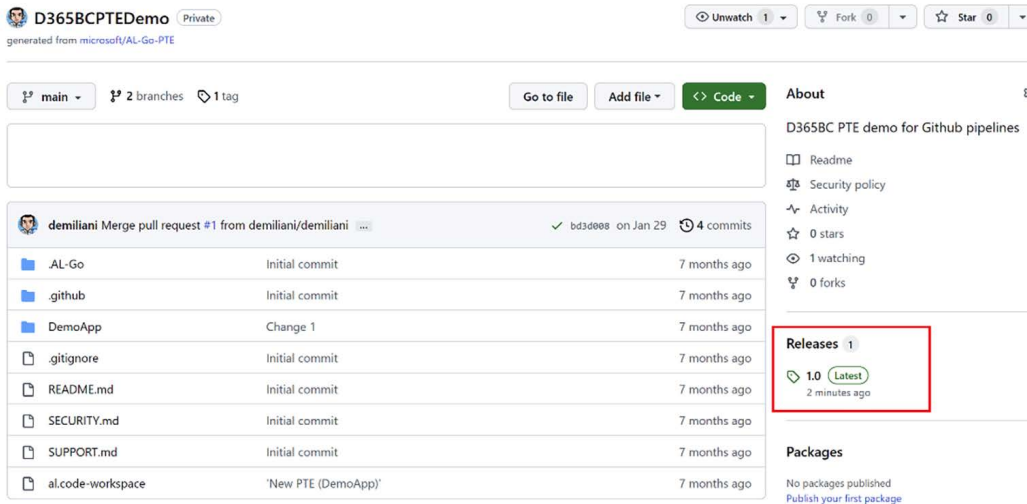 D365BCPTEDemo Private
Unwatch 1
Fork 0
Star 0
generated from microsoft/AL-Go-PTE
main
2 branches
1 tag
Go to file
Add file
<> Code
demiliani Merge pull request #1 from demiliani/demiliani ...
bd3d008 on Jan 29
4 commits
.AL-Go Initial commit 7 months ago
.github Initial commit 7 months ago
DemoApp Change 1 7 months ago
.gitignore Initial commit 7 months ago
README.md Initial commit 7 months ago
SECURITY.md Initial commit 7 months ago
SUPPORT.md Initial commit 7 months ago
al.code-workspace 'New PTE (DemoApp)' 7 months ago
About
D365BC PTE demo for Github pipelines
Readme
Security policy
Activity
0 stars
1 watching
0 forks
Releases 1
1.0 Latest
2 minutes ago
Packages
No packages published
Publish your first package